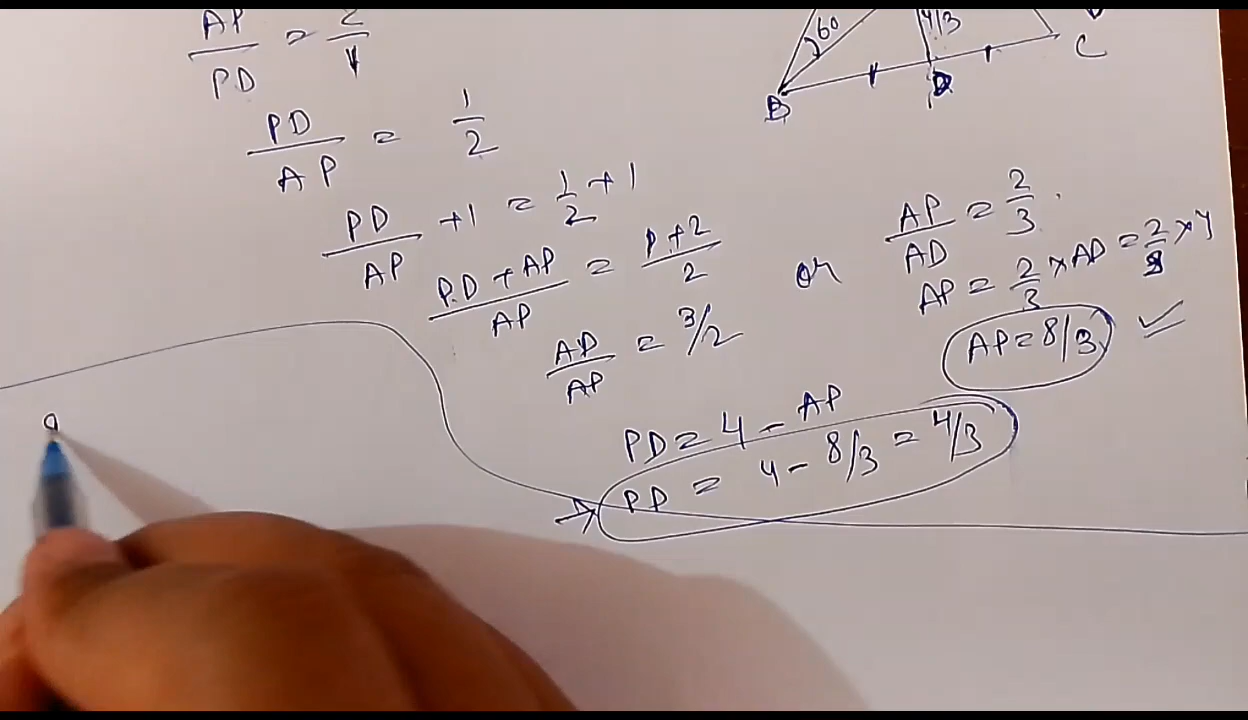 AP/PD = 2/1
PD/AP = 1/2
PD/AP + 1 = 1/2 + 1
PD + AP/AP = 1+2/2
AD/AP = 3/2
or
AP/AD = 2/3.
AP = 2/3 × AD = 2/3 × 4
AP = 8/3
PD = 4 - AP
PD = 4 - 8/3 = 4/3
60
4/3
B
D
C